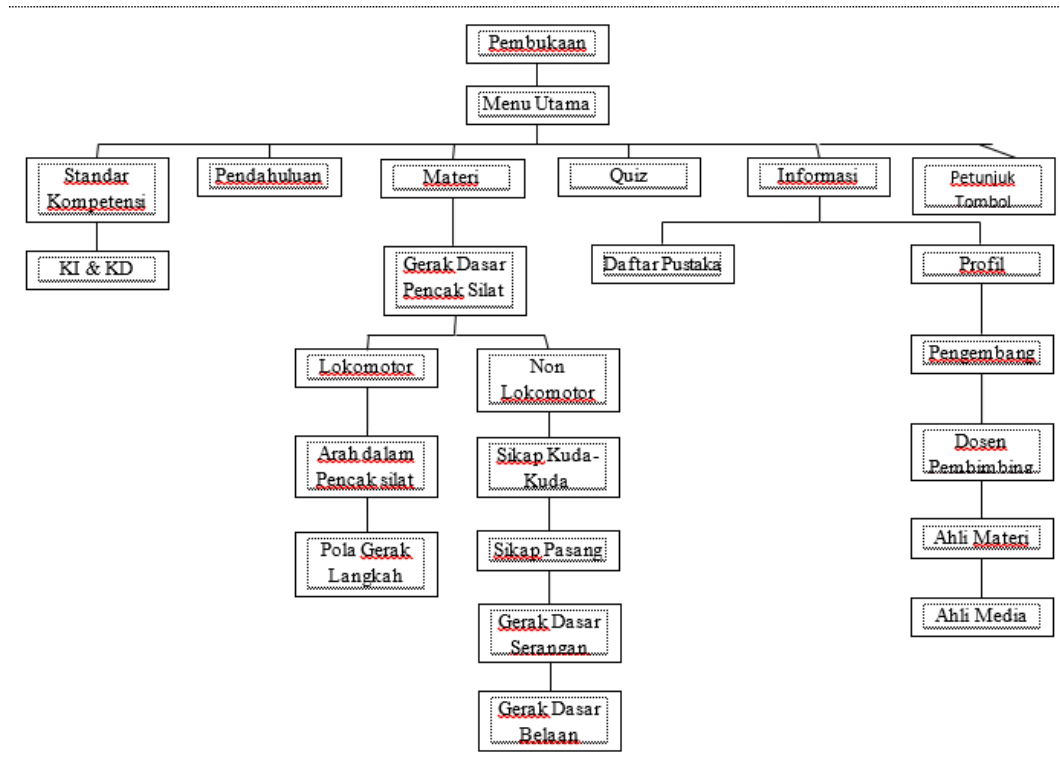 Pembukaan
Menu Utama
Standar
Kompetensi
Pendahuluan
Materi
Quiz
Informasi
Petunjuk
Tombol
KI & KD
Gerak Dasar
Pencak Silat
Daftar Pustaka
Profil
Lokomotor
Non
Lokomotor
Pengembang
Arah dalam
Pencak silat
Sikap Kuda-
Kuda
Dosen
Pembimbing
Pola Gerak
Langkah
Sikap Pasang
Ahli Materi
Gerak Dasar
Serangan
Ahli Media
Gerak Dasar
Belaan